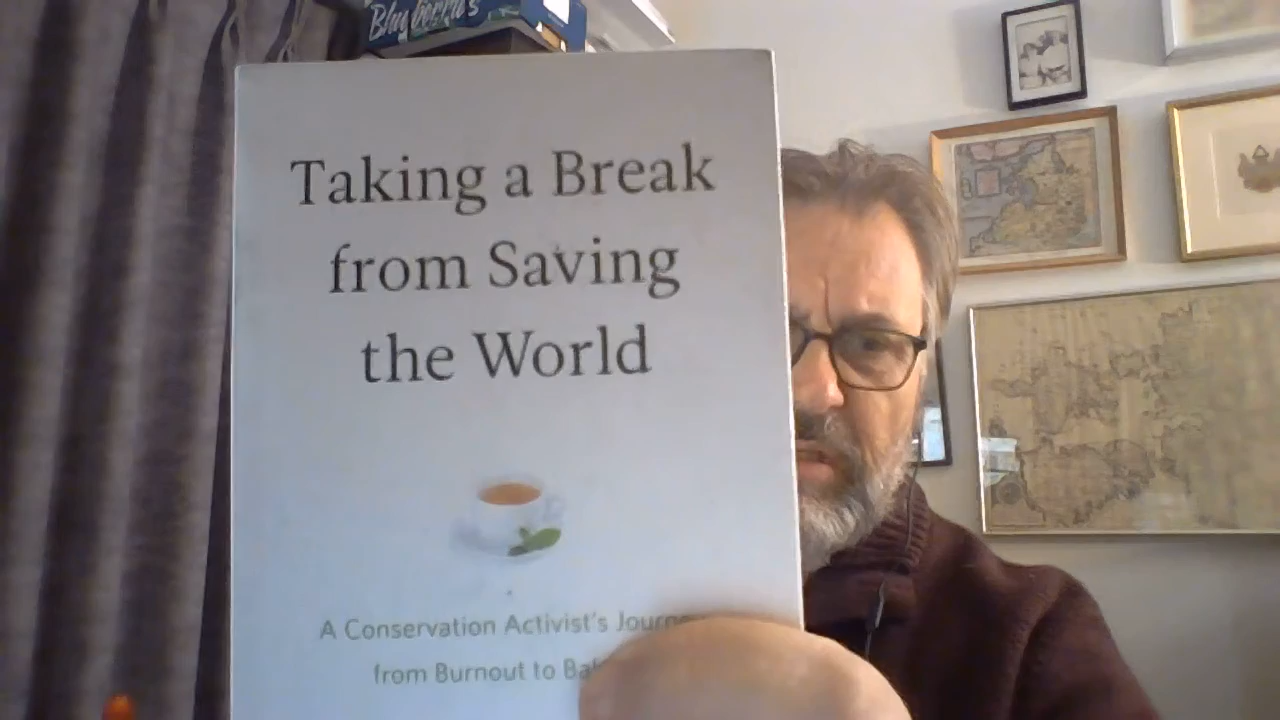 Taking a Break
from Saving
the World
A Conservation Activist's
from Burnout to